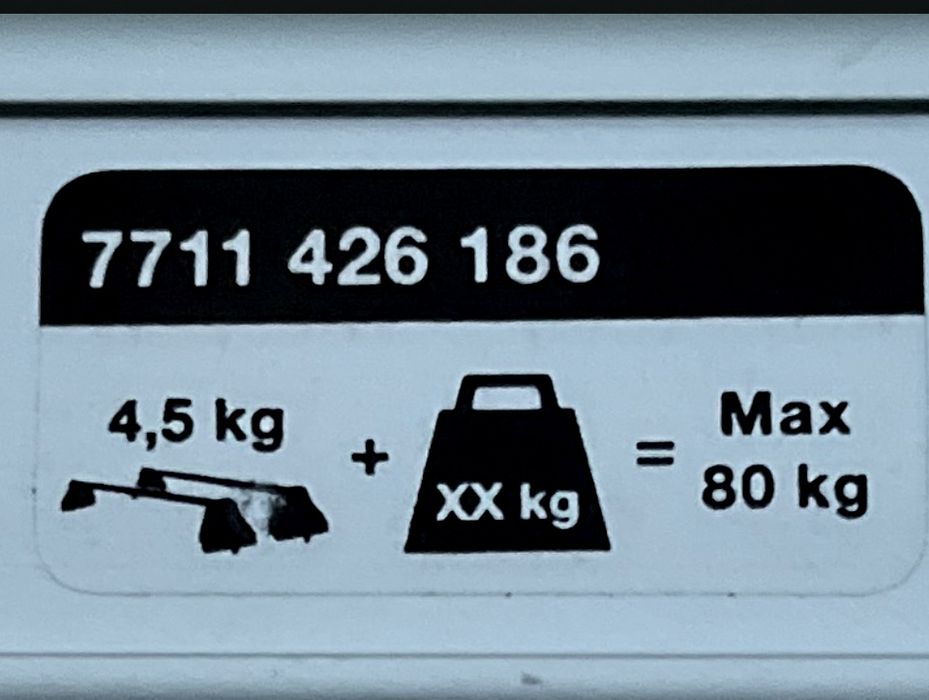 7711 426 186
4,5 kg + XX kg = Max 80 kg